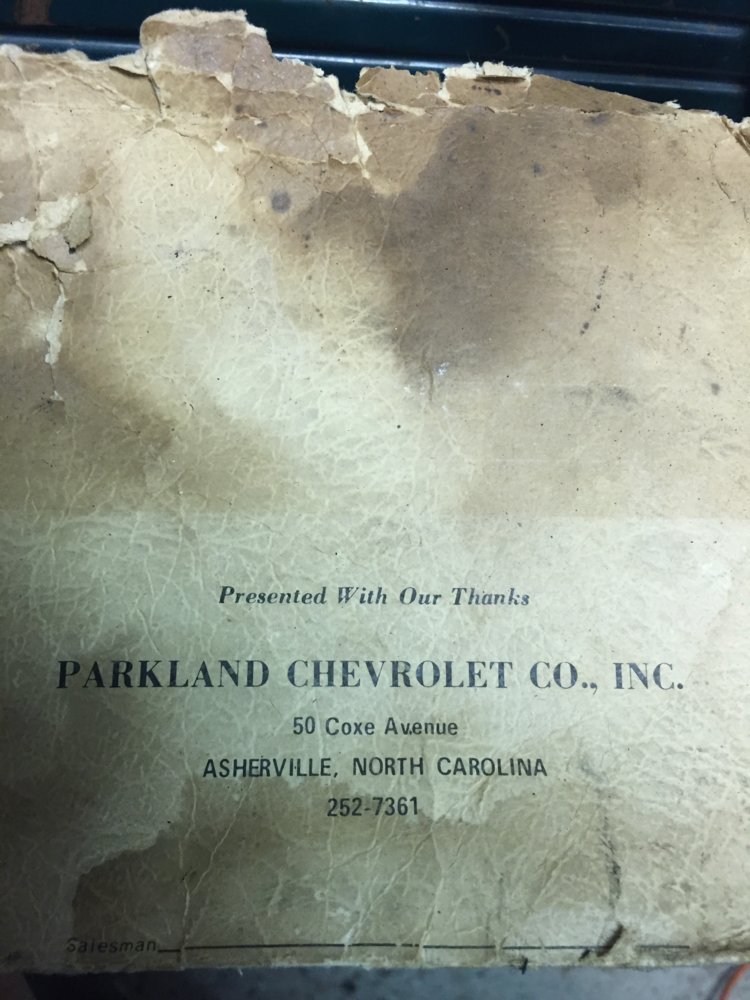 Presented With Our Thanks
PARKLAND CHEVROLET CO., INC.
50 Coxe Avenue
ASHERVILLE, NORTH CAROLINA
252-7361
Salesman